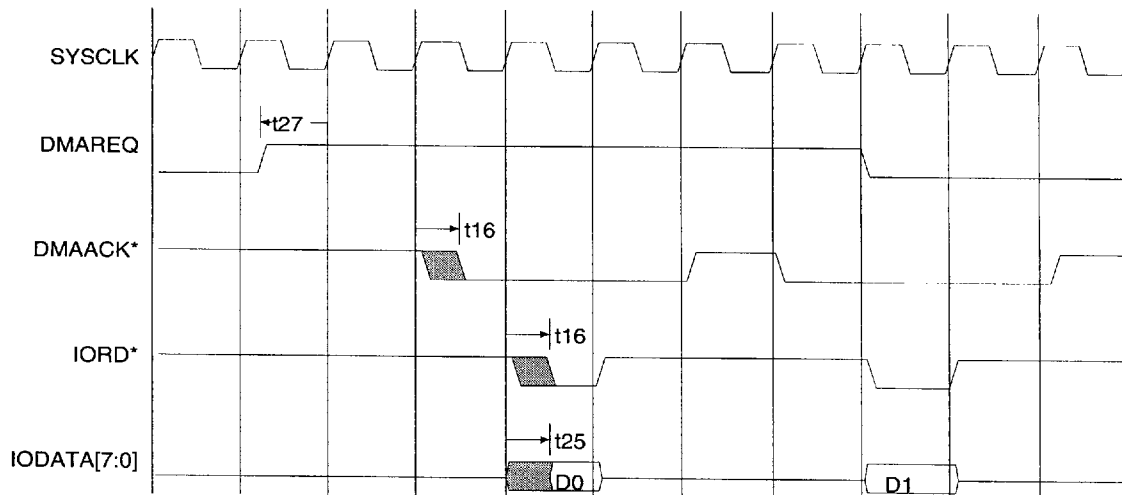 SYSCLK
t27
DMAREQ
t16
DMAACK*
t16
IORD*
t25
IODATA[7:0]
D0
D1